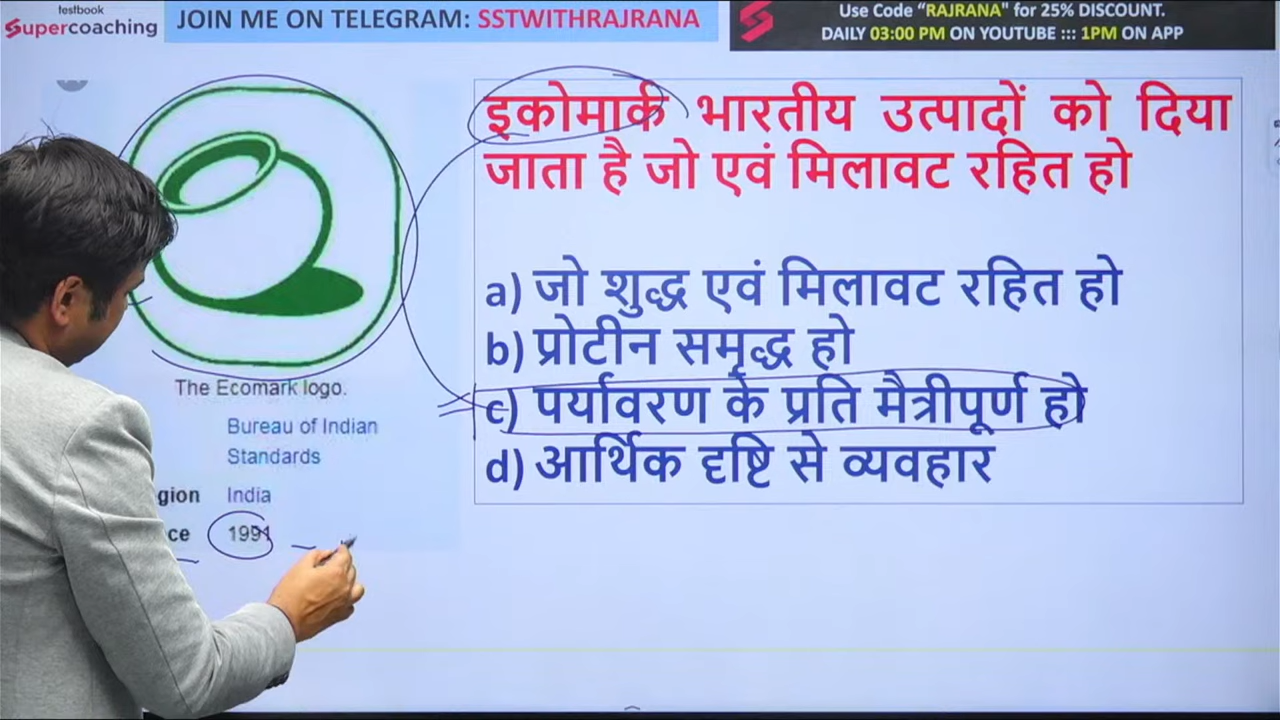 testbook
Supercoaching
JOIN ME ON TELEGRAM: SSTWITHRAJRANA
Use Code “RAJRANA" for 25% DISCOUNT.
DAILY 03:00 PM ON YOUTUBE ::: 1PM ON APP
इकोमार्क भारतीय उत्पादों को दिया
जाता है जो एवं मिलावट रहित हो
a) जो शुद्ध एवं मिलावट रहित हो
b) प्रोटीन समृद्ध हो
c) पर्यावरण के प्रति मैत्रीपूर्ण हो
d) आर्थिक दृष्टि से व्यवहार
The Ecomark logo.
Bureau of Indian
Standards
gion India
ce 1991